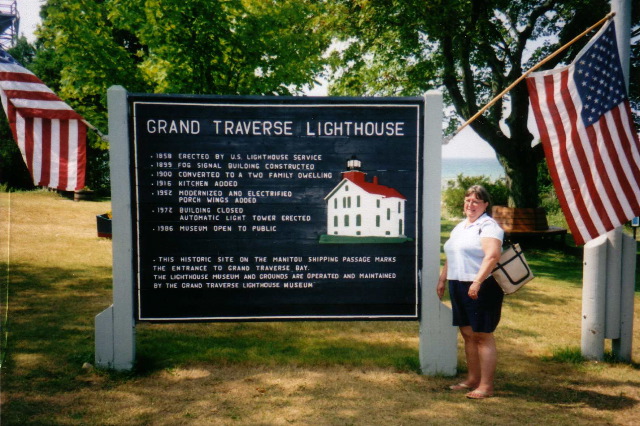 GRAND TRAVERSE LIGHTHOUSE
• 1858 ERECTED BY U.S. LIGHTHOUSE SERVICE
• 1899 FOG SIGNAL BUILDING CONSTRUCTED
• 1900 CONVERTED TO A TWO FAMILY DWELLING
• 1916 KITCHEN ADDED
• 1952 MODERNIZED AND ELECTRIFIED
PORCH WINGS ADDED
• 1972 BUILDING CLOSED
AUTOMATIC LIGHT TOWER ERECTED
• 1986 MUSEUM OPEN TO PUBLIC
• THIS HISTORIC SITE ON THE MANITOU SHIPPING PASSAGE MARKS
THE ENTRANCE TO GRAND TRAVERSE BAY.
THE LIGHTHOUSE MUSEUM AND GROUNDS ARE OPERATED AND MAINTAINED
BY THE GRAND TRAVERSE LIGHTHOUSE MUSEUM